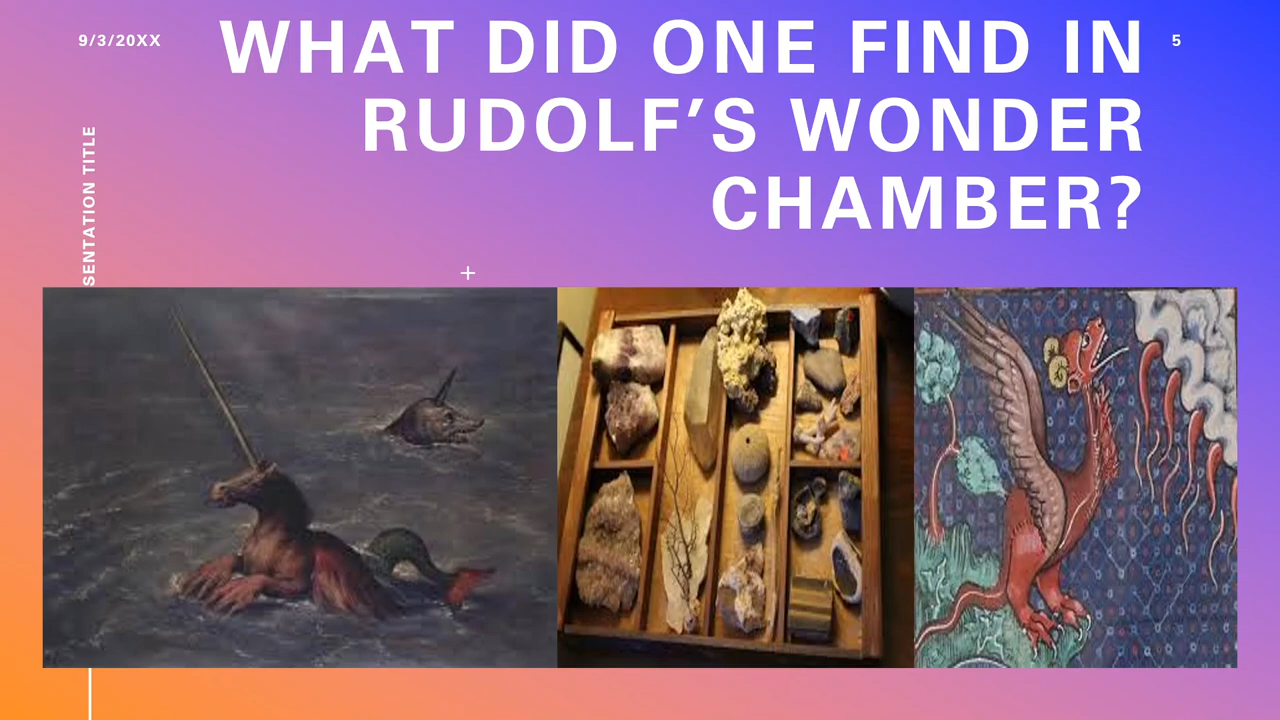 9/3/20XX
WHAT DID ONE FIND IN
RUDOLF’S WONDER
CHAMBER?
5
SENTATION TITLE